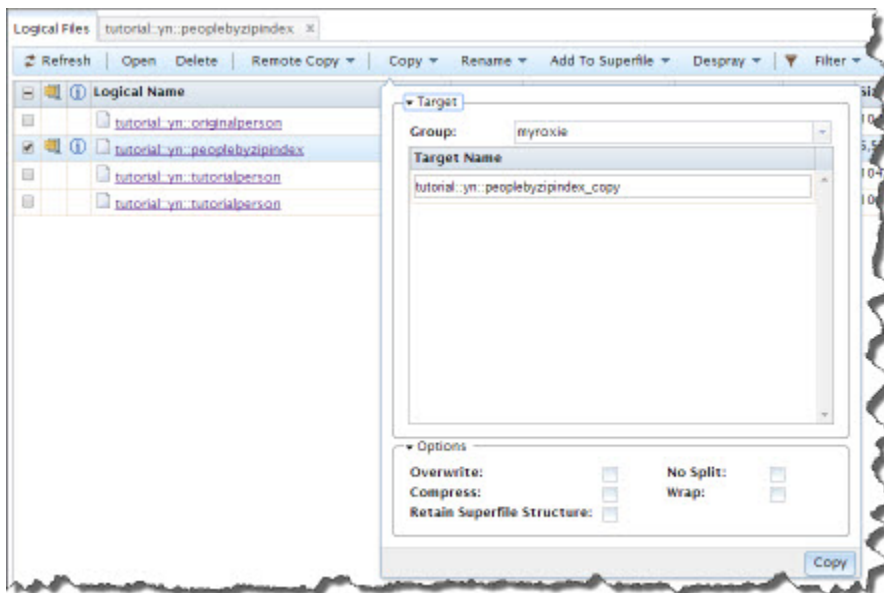 Logical Files tutorial::yn::peoplebyzipindex x
Refresh Open Delete Remote Copy Copy Rename Add To Superfile Despray Filter
Logical Name
tutorial::yn::originalperson
tutorial::yn::peoplebyzipindex
tutorial::yn::tutorialperson
tutorial::yn::tutorialperson
Target
Group: myroxie
Target Name
tutorial::yn::peoplebyzipindex_copy
Options
Overwrite: No Split:
Compress: Wrap:
Retain Superfile Structure:
Copy